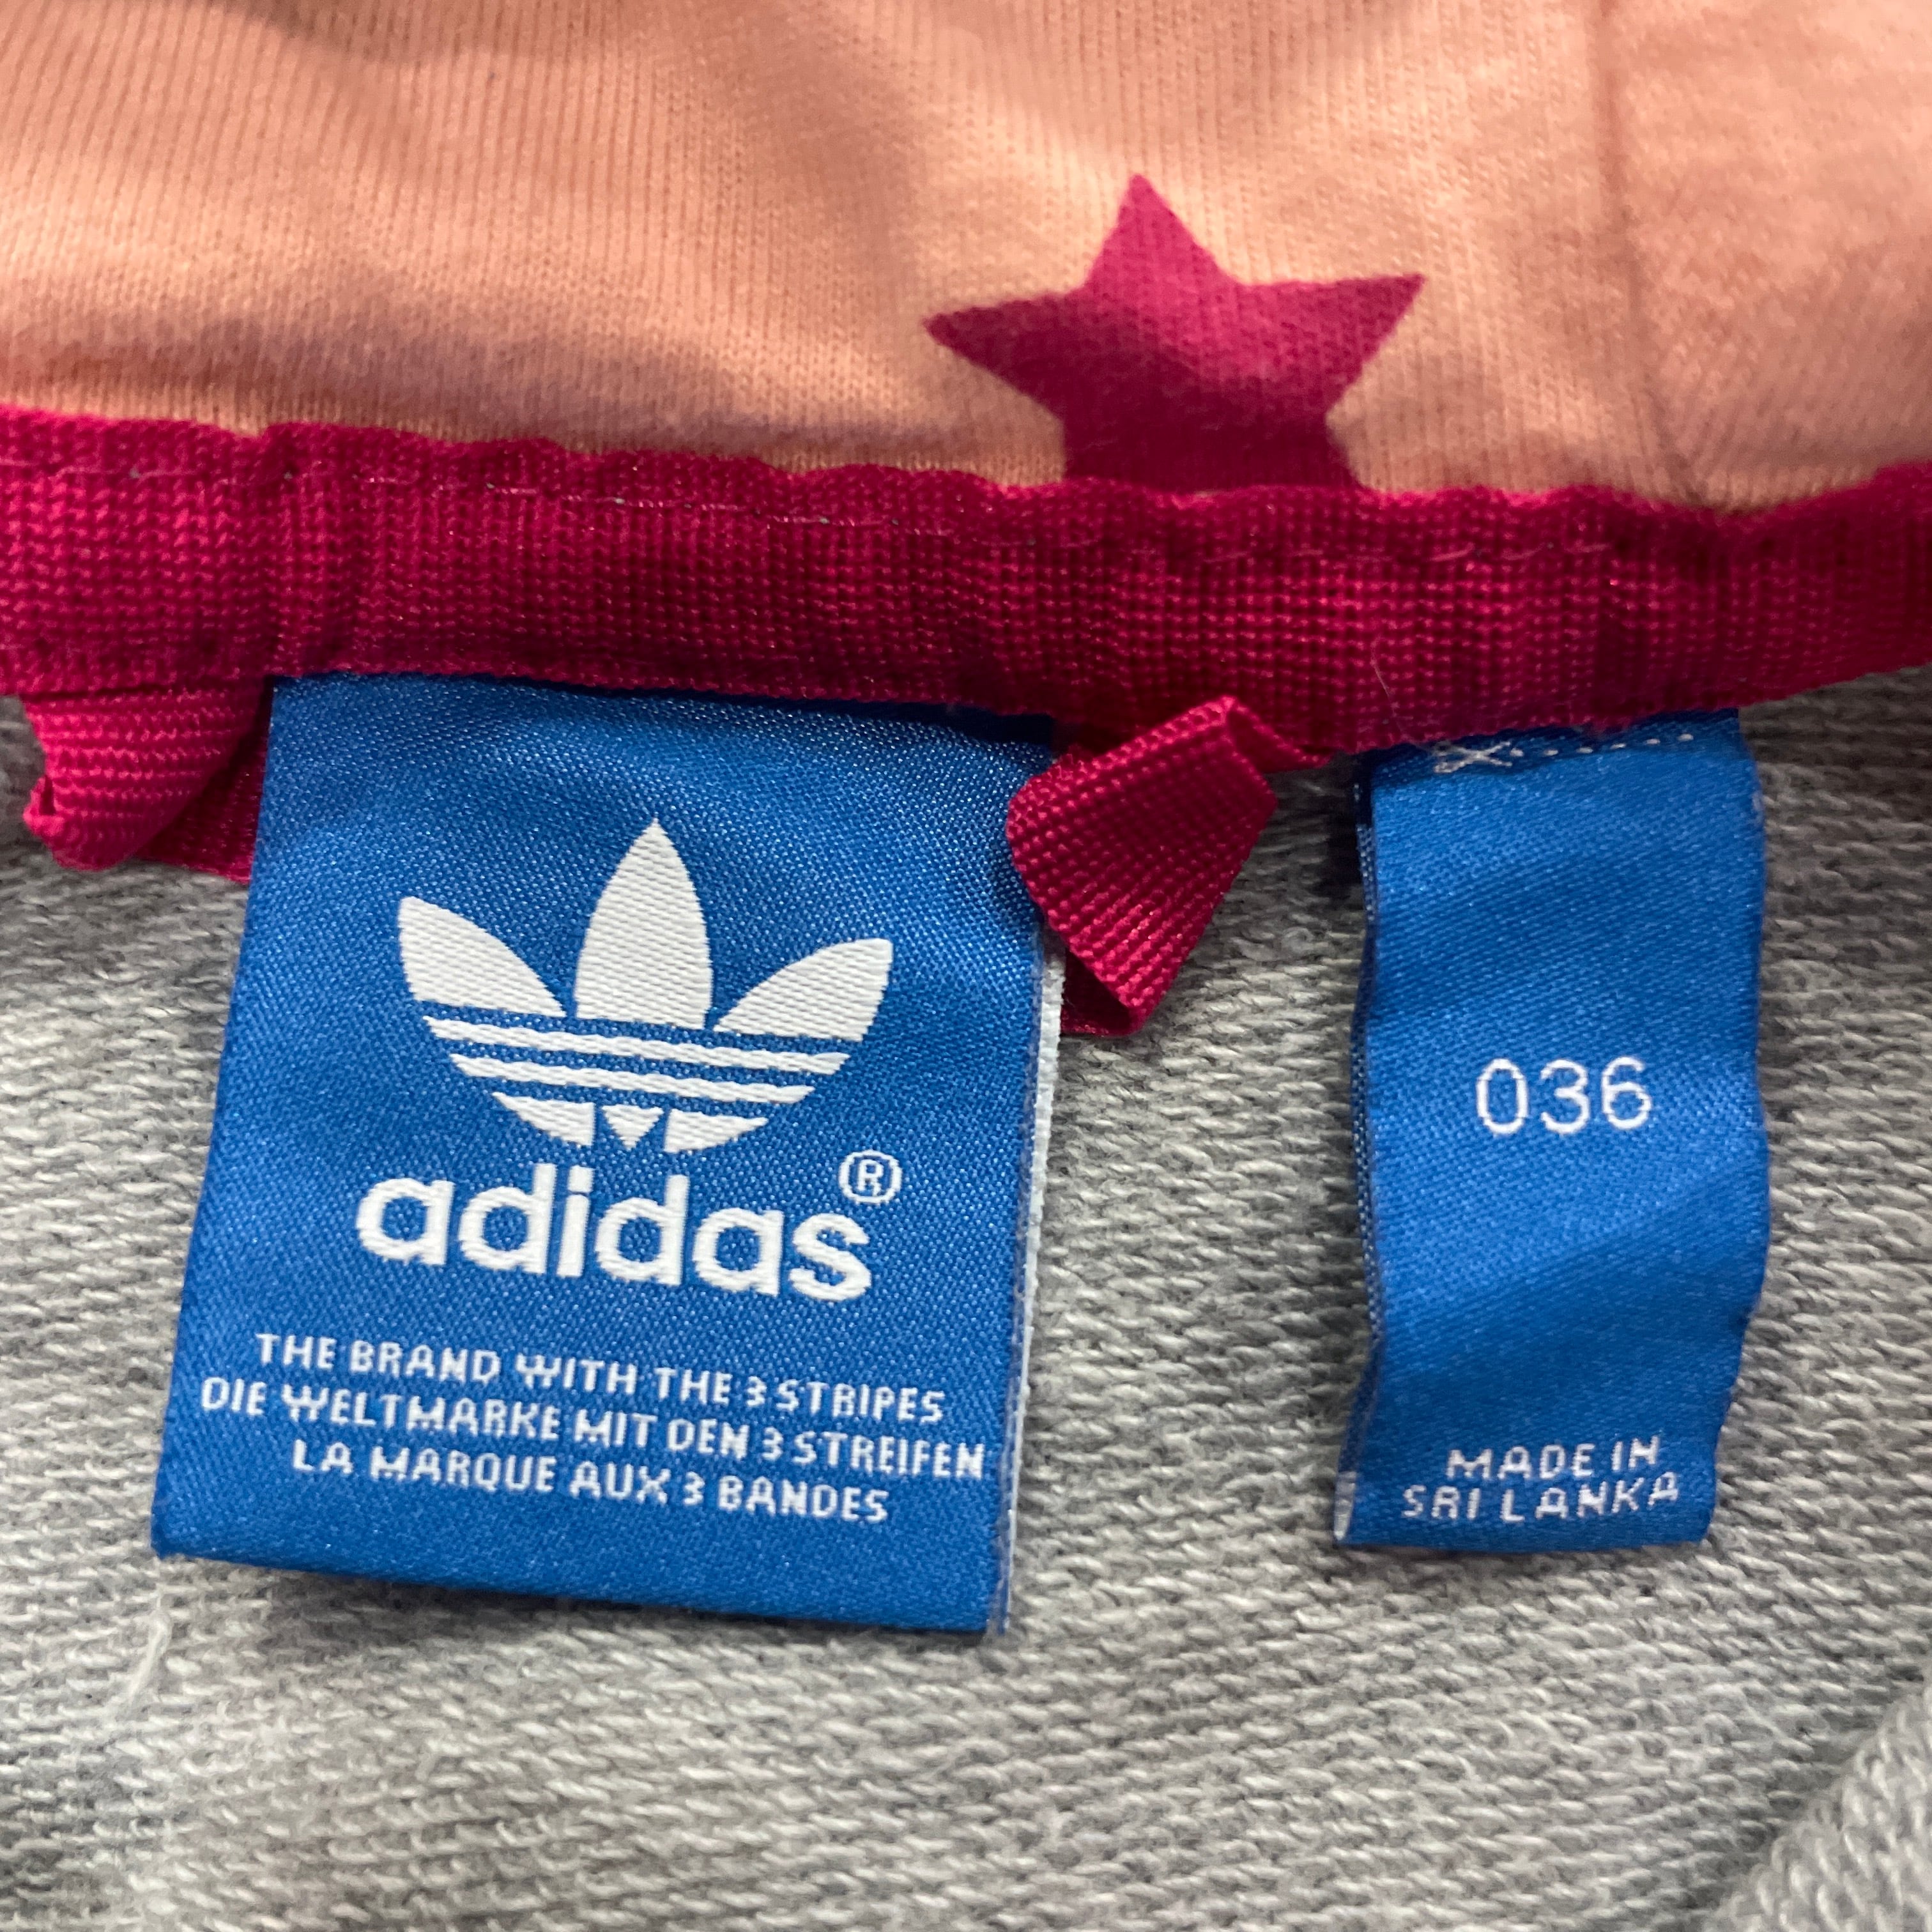 adidas®
THE BRAND WITH THE 3 STRIPES
DIE WELTMARKE MIT DEN 3 STREIFEN
LA MARQUE AUX 3 BANDES
036
MADE IN
SRI LANKA